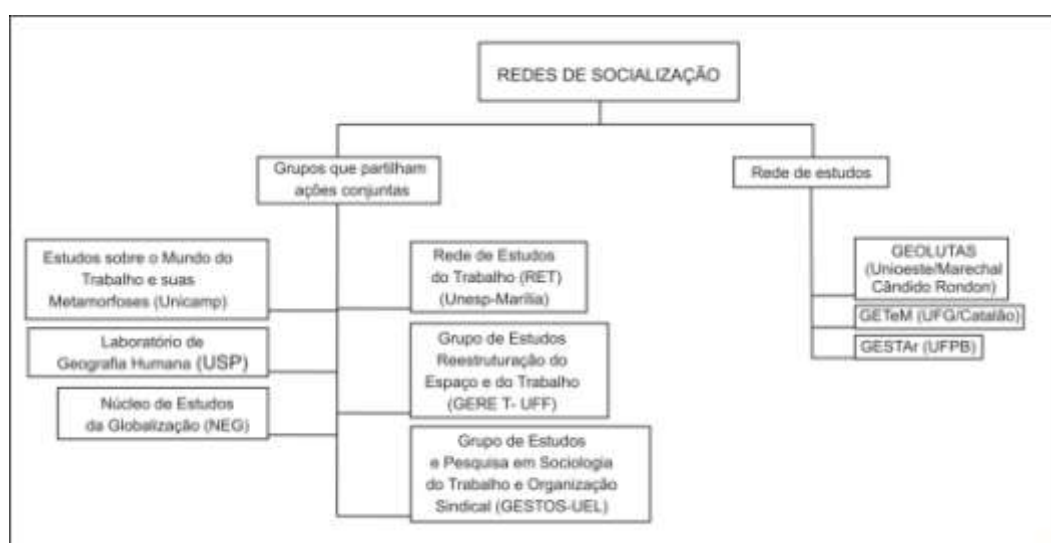 REDES DE SOCIALIZAÇÃO
Grupos que partilham
ações conjuntas
Rede de estudos
Estudos sobre o Mundo do
Trabalho e suas
Metamorfoses (Unicamp)
Laboratório de
Geografia Humana (USP)
Núcleo de Estudos
da Globalização (NEG)
Rede de Estudos
do Trabalho (RET)
(Unesp-Marília)
Grupo de Estudos
Reestruturação do
Espaço e do Trabalho
(GERE T- UFF)
Grupo de Estudos
e Pesquisa em Sociologia
do Trabalho e Organização
Sindical (GESTOS-UEL)
GEOLUTAS
(Unioeste/Marechal
Cândido Rondon)
GETeM (UFG/Catalão)
GESTAr (UFPB)